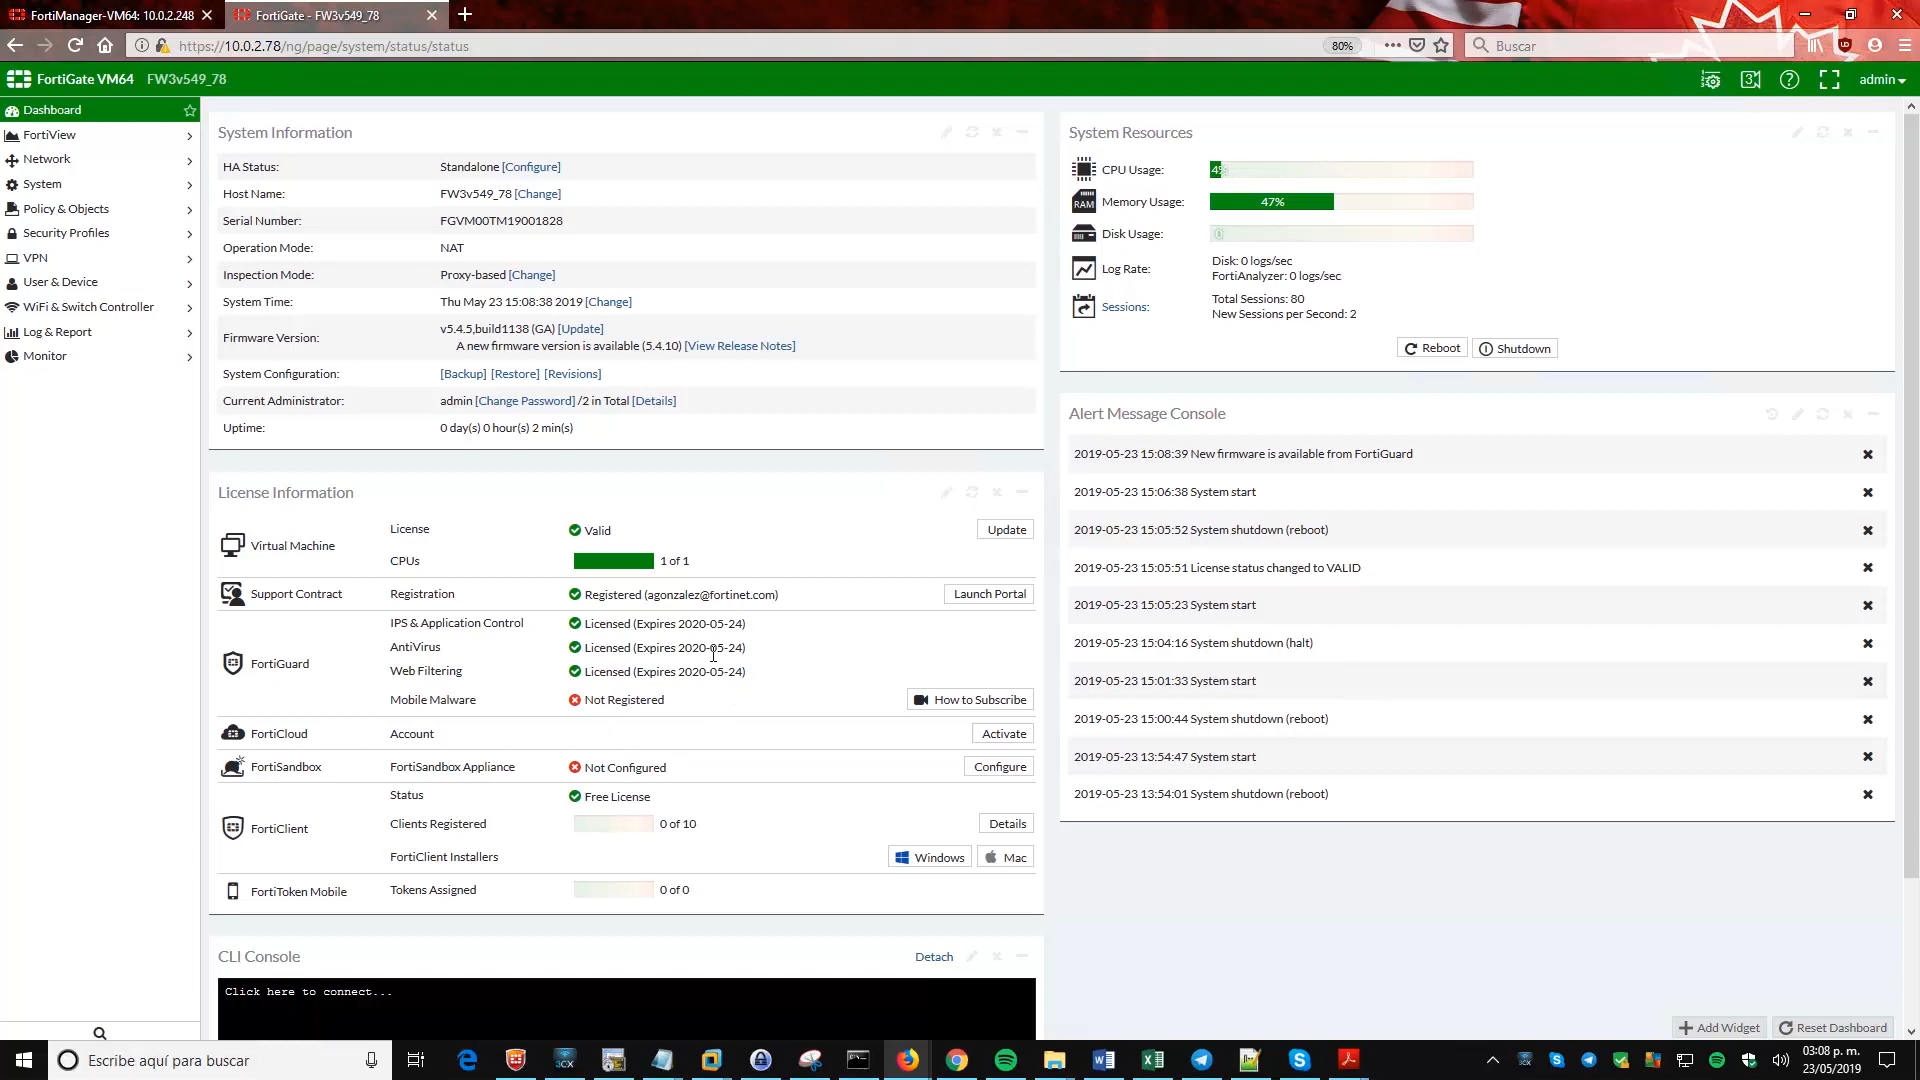 FortiManager-VM64: 10.0.2.248
FortiGate - FW3v549_78
https://10.0.2.78/ng/page/system/status/status
80%
Buscar
FortiGate VM64 FW3v549_78
admin
Dashboard
FortiView
Network
System
Policy & Objects
Security Profiles
VPN
User & Device
WiFi & Switch Controller
Log & Report
Monitor
System Information
HA Status: Standalone [Configure]
Host Name: FW3v549_78 [Change]
Serial Number: FGVM00TM19001828
Operation Mode: NAT
Inspection Mode: Proxy-based [Change]
System Time: Thu May 23 15:08:38 2019 [Change]
Firmware Version: v5.4.5,build1138 (GA) [Update]
A new firmware version is available (5.4.10) [View Release Notes]
System Configuration: [Backup] [Restore] [Revisions]
Current Administrator: admin [Change Password] /2 in Total [Details]
Uptime: 0 day(s) 0 hour(s) 2 min(s)
License Information
Virtual Machine
License Valid Update
CPUs 1 of 1
Support Contract Registration Registered (agonzalez@fortinet.com) Launch Portal
FortiGuard
IPS & Application Control Licensed (Expires 2020-05-24)
AntiVirus Licensed (Expires 2020-05-24)
Web Filtering Licensed (Expires 2020-05-24)
Mobile Malware Not Registered How to Subscribe
FortiCloud Account Activate
FortiSandbox FortiSandbox Appliance Not Configured Configure
FortiClient
Status Free License
Clients Registered 0 of 10 Details
FortiClient Installers Windows Mac
FortiToken Mobile Tokens Assigned 0 of 0
CLI Console Detach
Click here to connect...
System Resources
CPU Usage: 4%
RAM Memory Usage: 47%
Disk Usage:
Log Rate: Disk: 0 logs/sec
FortiAnalyzer: 0 logs/sec
Sessions: Total Sessions: 80
New Sessions per Second: 2
Reboot Shutdown
Alert Message Console
2019-05-23 15:08:39 New firmware is available from FortiGuard
2019-05-23 15:06:38 System start
2019-05-23 15:05:52 System shutdown (reboot)
2019-05-23 15:05:51 License status changed to VALID
2019-05-23 15:05:23 System start
2019-05-23 15:04:16 System shutdown (halt)
2019-05-23 15:01:33 System start
2019-05-23 15:00:44 System shutdown (reboot)
2019-05-23 13:54:47 System start
2019-05-23 13:54:01 System shutdown (reboot)
Add Widget Reset Dashboard
Escribe aquí para buscar
3CX
03:08 p. m.
23/05/2019